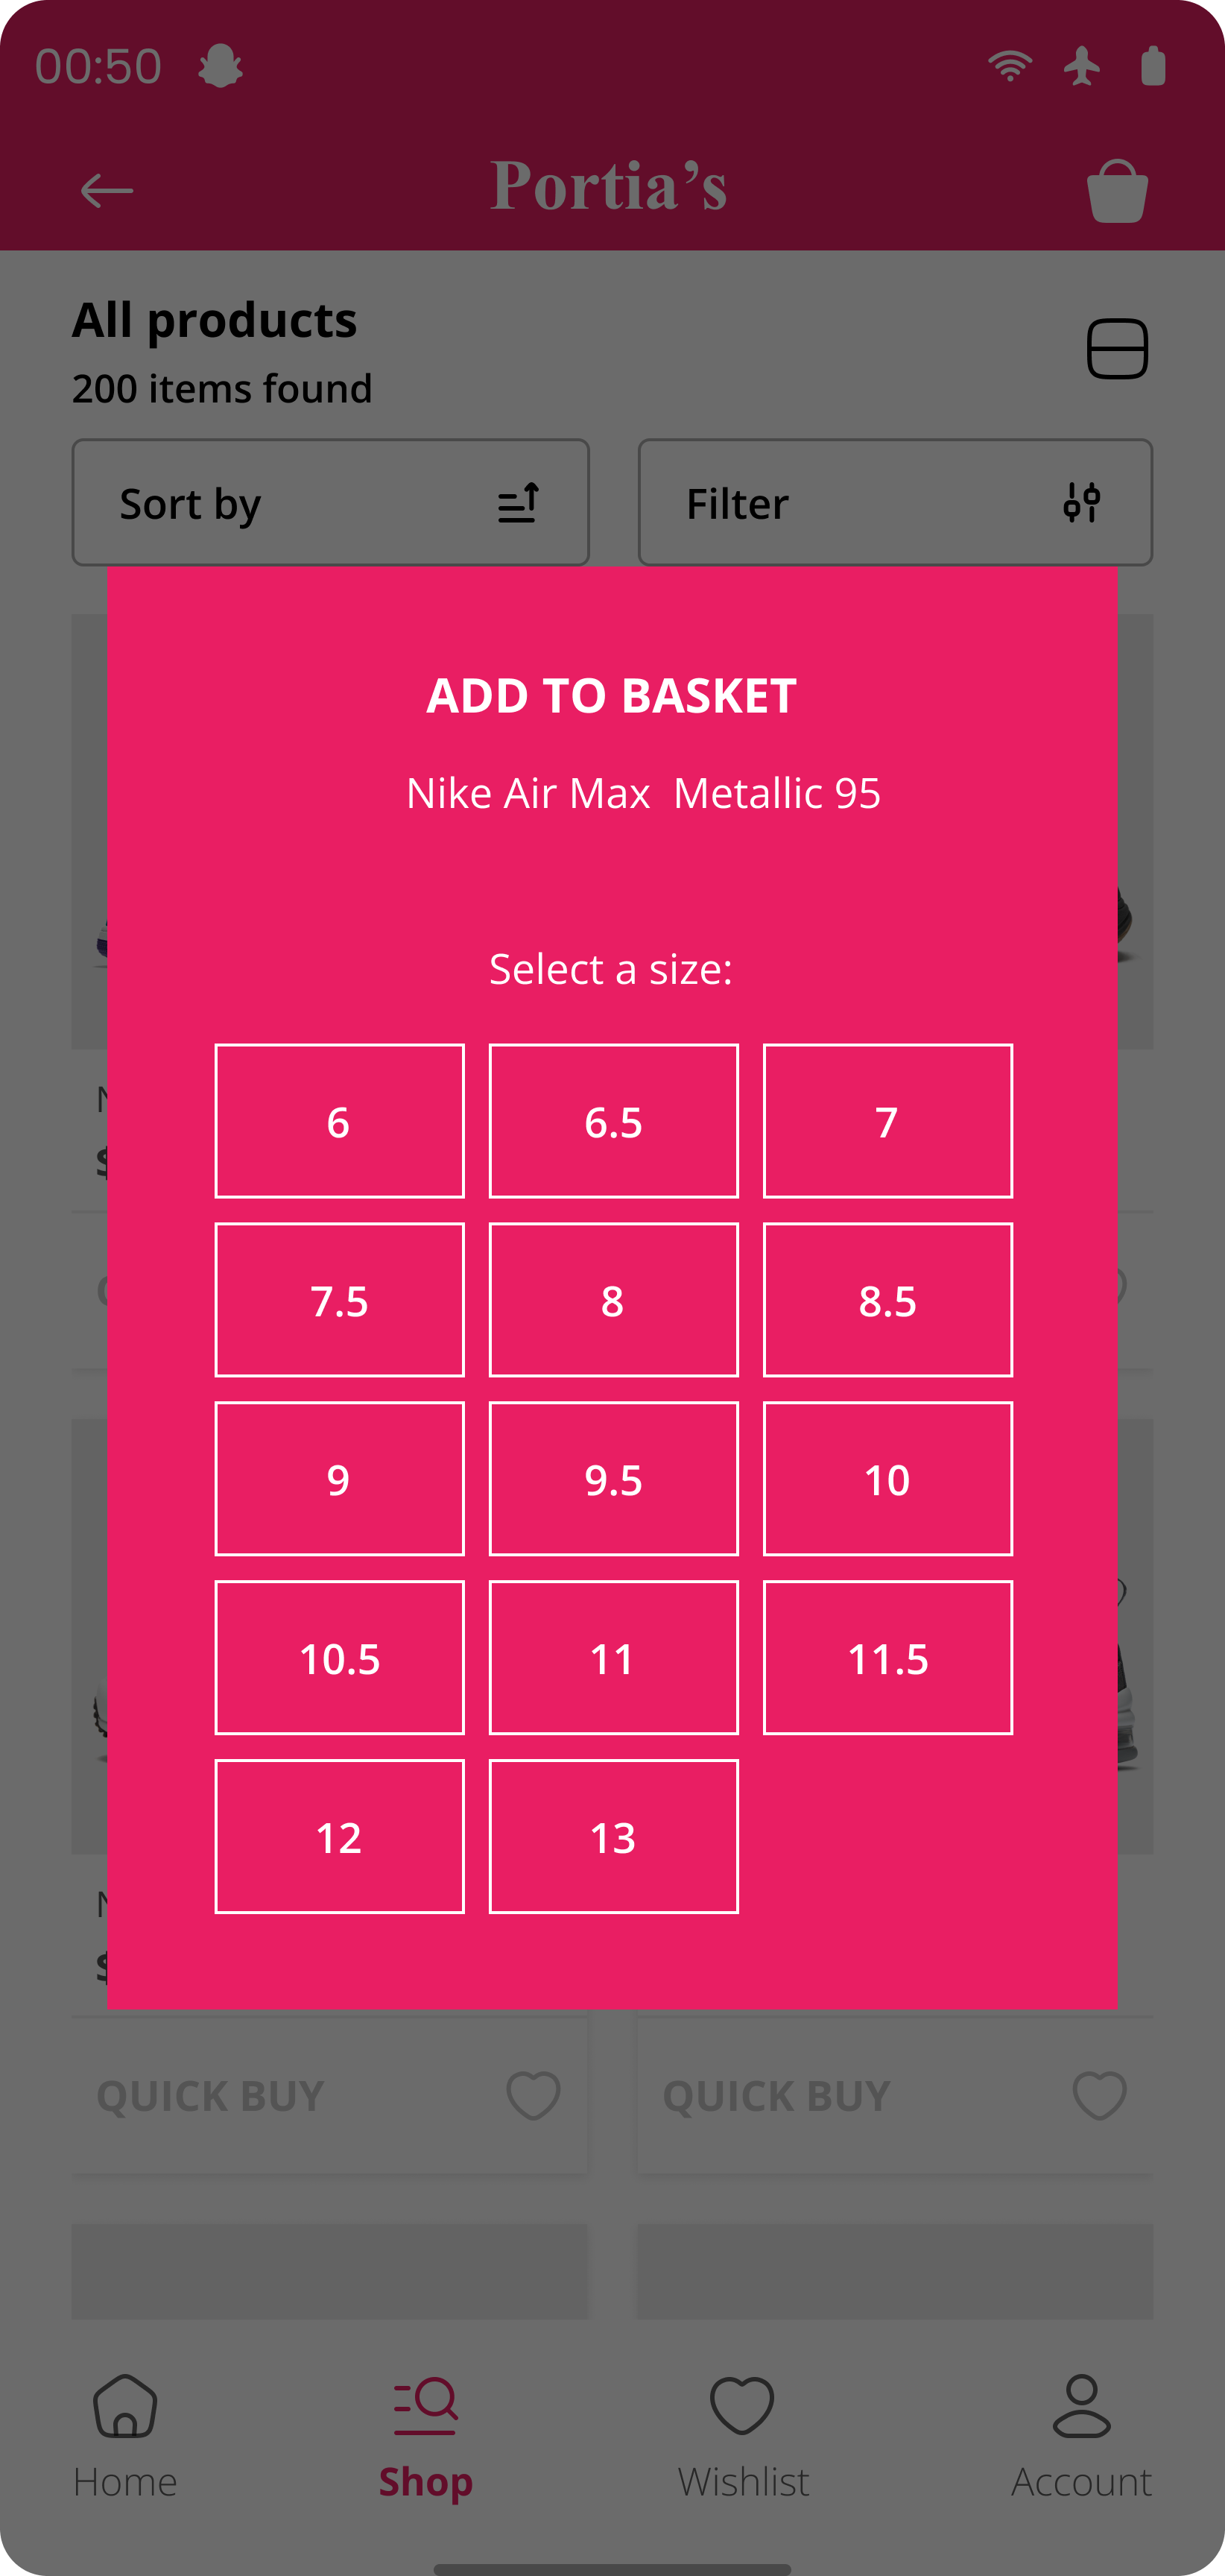 00:50
Portia’s
All products
200 items found
Sort by
Filter
ADD TO BASKET
Nike Air Max  Metallic 95
Select a size:
6 6.5 7
7.5 8 8.5
9 9.5 10
10.5 11 11.5
12 13
QUICK BUY QUICK BUY
Home Shop Wishlist Account